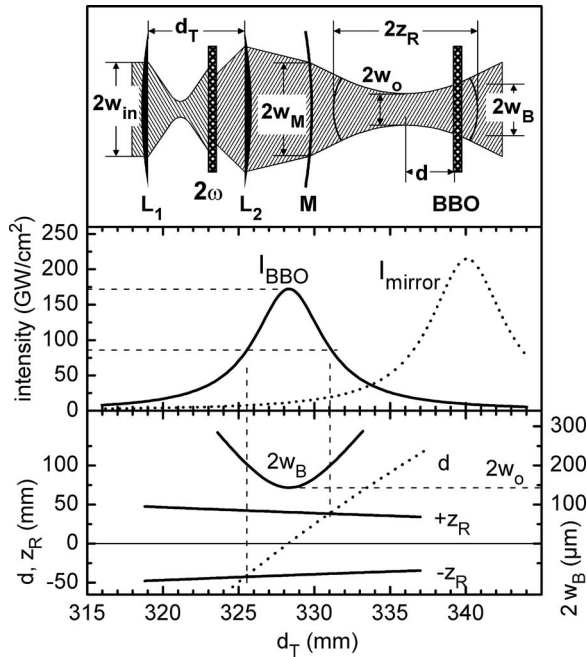 d_T
2z_R
2w_in
2w_M
2w_o
2w_B
d
2ω
L_1
L_2
M
BBO
250
200
150
100
50
0
intensity (GW/cm²)
I_BBO
I_mirror
100
50
0
-50
d, z_R (mm)
2w_B
d
2w_o
+z_R
-z_R
300
200
100
0
2 w_B (μm)
315 320 325 330 335 340
d_T (mm)